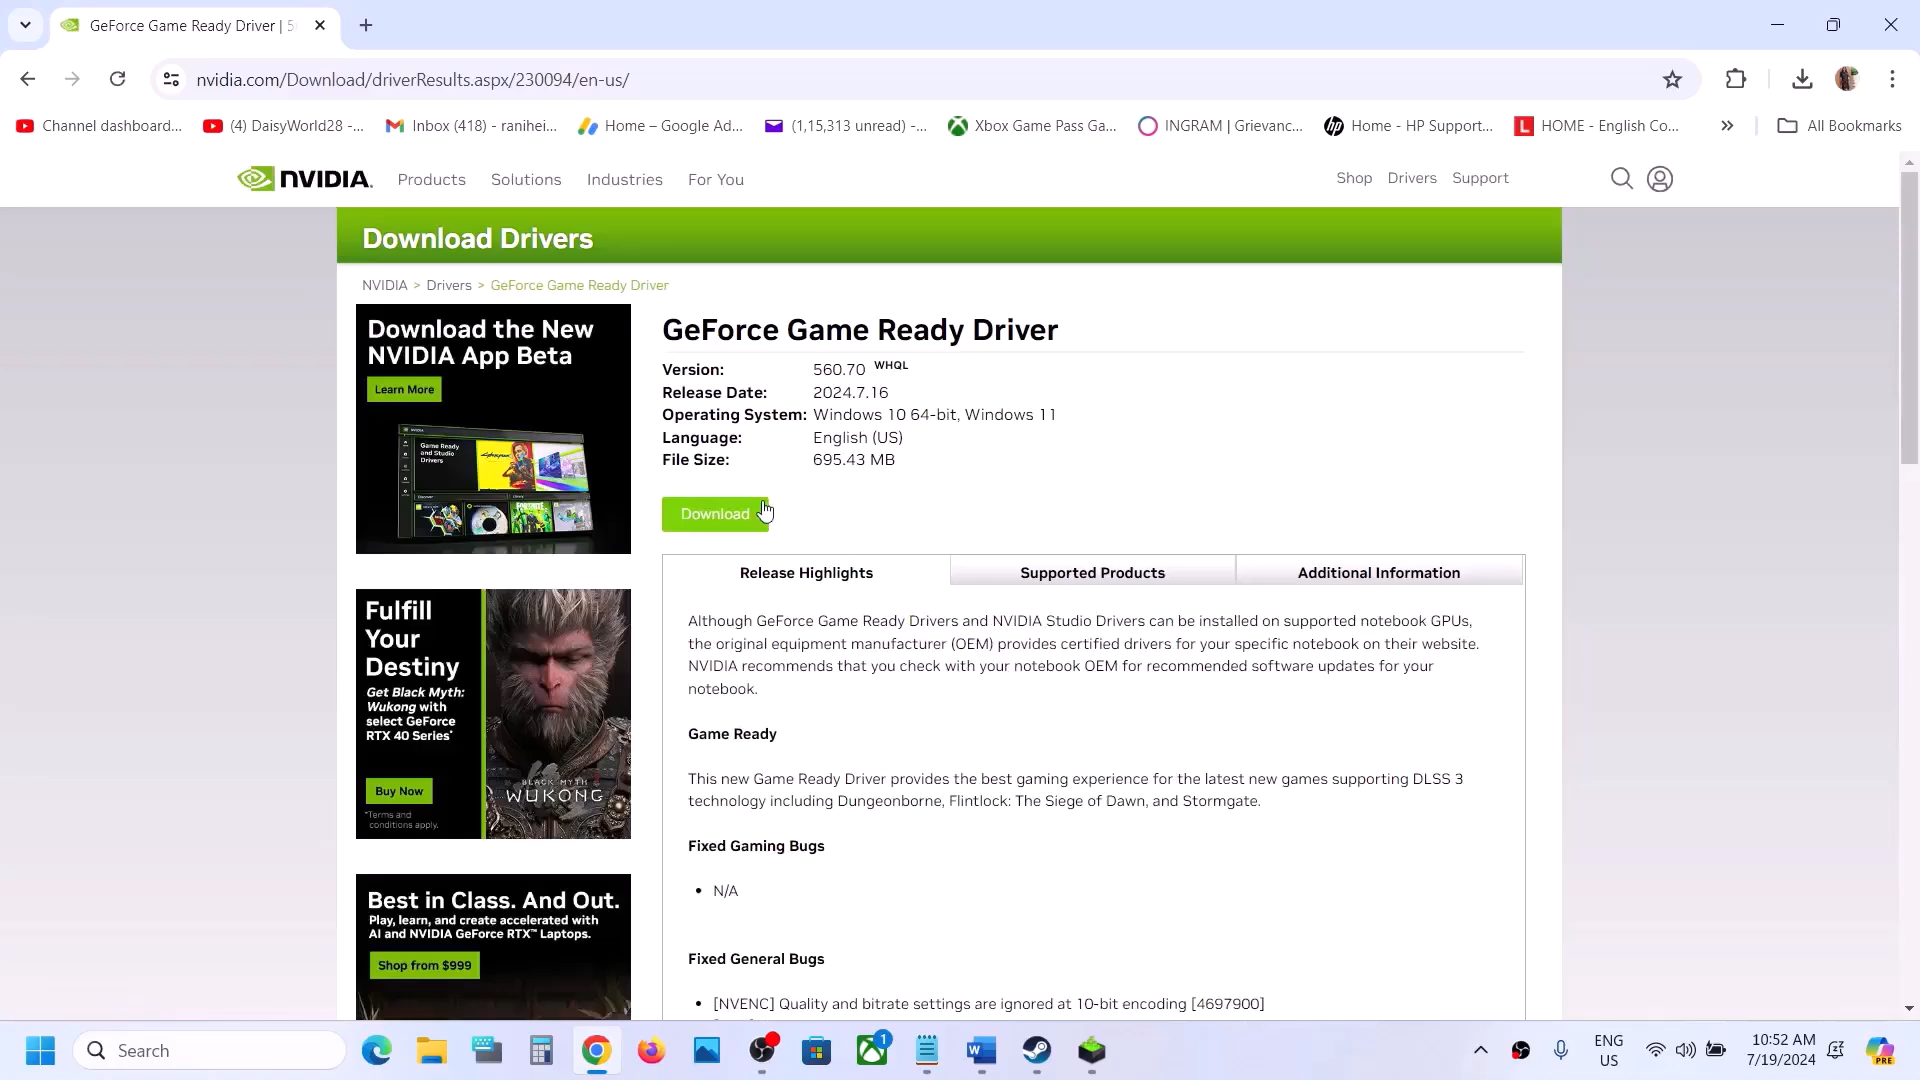 GeForce Game Ready Driver | 5
nvidia.com/Download/driverResults.aspx/230094/en-us/
Channel dashboard...
(4) DaisyWorld28 -...
Inbox (418) - ranihei...
Home – Google Ad...
(1,15,313 unread) -...
Xbox Game Pass Ga...
INGRAM | Grievanc...
Home - HP Support...
HOME - English Co...
All Bookmarks
NVIDIA.
Products
Solutions
Industries
For You
Shop
Drivers
Support
Download Drivers
NVIDIA > Drivers > GeForce Game Ready Driver
Download the New
NVIDIA App Beta
Learn More
NVIDIA
Game Ready
and Studio
Drivers
Fulfill
Your
Destiny
Get Black Myth:
Wukong with
select GeForce
RTX 40 Series*
Buy Now
*Terms and
conditions apply.
BLACK MYTH
WUKONG
Best in Class. And Out.
Play, learn, and create accelerated with
AI and NVIDIA GeForce RTX™ Laptops.
Shop from $999
GeForce Game Ready Driver
Version: 560.70 WHQL
Release Date: 2024.7.16
Operating System: Windows 10 64-bit, Windows 11
Language: English (US)
File Size: 695.43 MB
Download
Release Highlights
Supported Products
Additional Information
Although GeForce Game Ready Drivers and NVIDIA Studio Drivers can be installed on supported notebook GPUs,
the original equipment manufacturer (OEM) provides certified drivers for your specific notebook on their website.
NVIDIA recommends that you check with your notebook OEM for recommended software updates for your
notebook.
Game Ready
This new Game Ready Driver provides the best gaming experience for the latest new games supporting DLSS 3
technology including Dungeonborne, Flintlock: The Siege of Dawn, and Stormgate.
Fixed Gaming Bugs
• N/A
Fixed General Bugs
• [NVENC] Quality and bitrate settings are ignored at 10-bit encoding [4697900]
Search
1
ENG
US
10:52 AM
7/19/2024
PRE